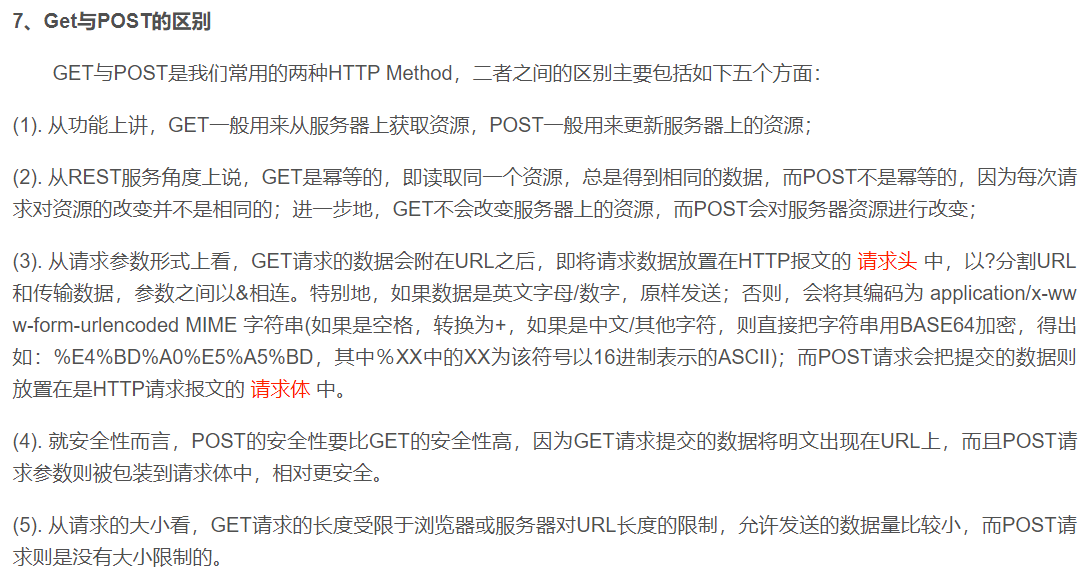 7、Get与POST的区别
GET与POST是我们常用的两种HTTP Method，二者之间的区别主要包括如下五个方面：
(1). 从功能上讲，GET一般用来从服务器上获取资源，POST一般用来更新服务器上的资源；
(2). 从REST服务角度上说，GET是幂等的，即读取同一个资源，总是得到相同的数据，而POST不是幂等的，因为每次请
求对资源的改变并不是相同的；进一步地，GET不会改变服务器上的资源，而POST会对服务器资源进行改变；
(3). 从请求参数形式上看，GET请求的数据会附在URL之后，即将请求数据放置在HTTP报文的 请求头 中，以?分割URL
和传输数据，参数之间以&相连。特别地，如果数据是英文字母/数字，原样发送；否则，会将其编码为 application/x-ww
w-form-urlencoded MIME 字符串(如果是空格，转换为+，如果是中文/其他字符，则直接把字符串用BASE64加密，得出
如：%E4%BD%A0%E5%A5%BD，其中％XX中的XX为该符号以16进制表示的ASCII)；而POST请求会把提交的数据则
放置在是HTTP请求报文的 请求体 中。
(4). 就安全性而言，POST的安全性要比GET的安全性高，因为GET请求提交的数据将明文出现在URL上，而且POST请
求参数则被包装到请求体中，相对更安全。
(5). 从请求的大小看，GET请求的长度受限于浏览器或服务器对URL长度的限制，允许发送的数据量比较小，而POST请
求则是没有大小限制的。